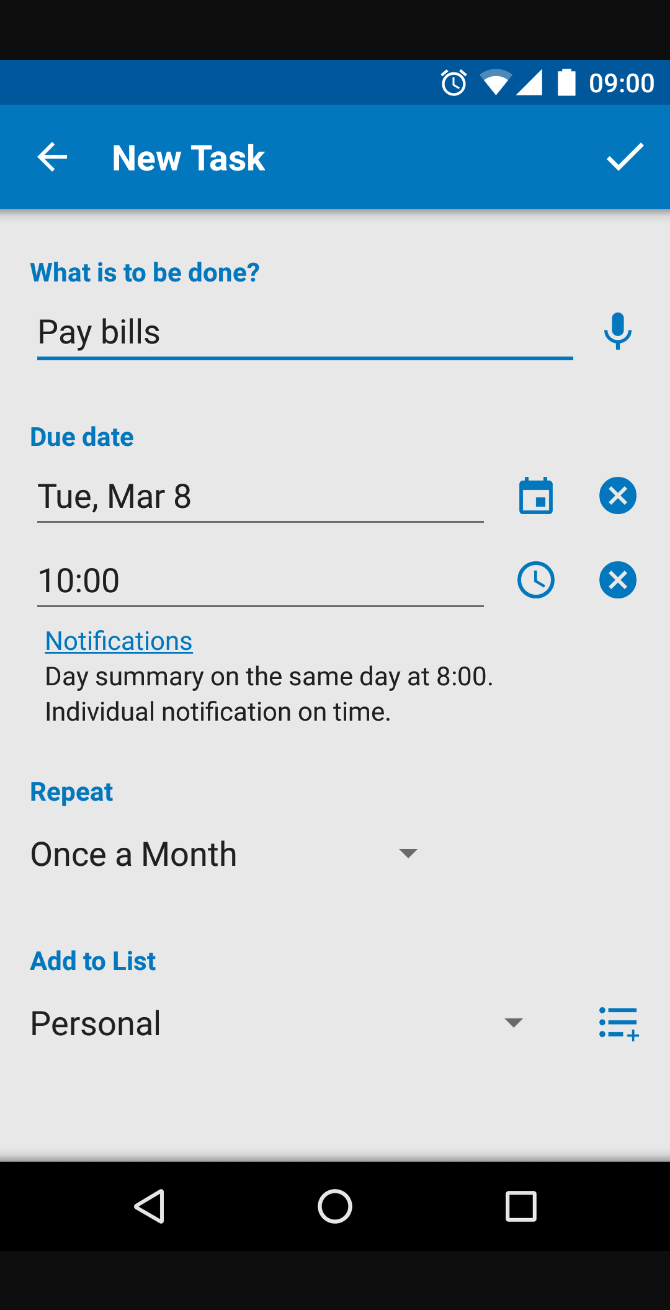 09:00
New Task
What is to be done?
Pay bills
Due date
Tue, Mar 8
10:00
Notifications
Day summary on the same day at 8:00.
Individual notification on time.
Repeat
Once a Month
Add to List
Personal